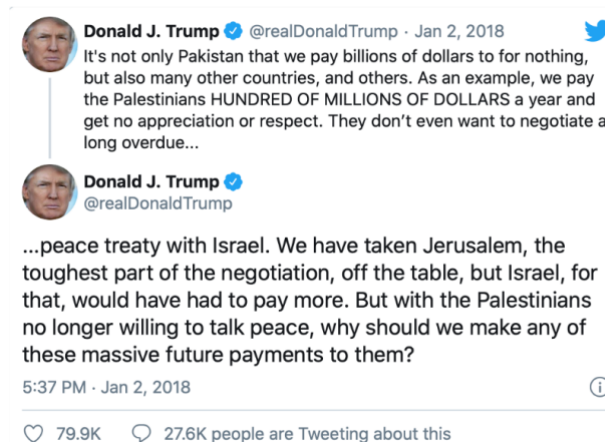 Donald J. Trump @realDonaldTrump · Jan 2, 2018
It's not only Pakistan that we pay billions of dollars to for nothing,
but also many other countries, and others. As an example, we pay
the Palestinians HUNDRED OF MILLIONS OF DOLLARS a year and
get no appreciation or respect. They don’t even want to negotiate a
long overdue...
Donald J. Trump
@realDonaldTrump
...peace treaty with Israel. We have taken Jerusalem, the
toughest part of the negotiation, off the table, but Israel, for
that, would have had to pay more. But with the Palestinians
no longer willing to talk peace, why should we make any of
these massive future payments to them?
5:37 PM · Jan 2, 2018
79.9K 27.6K people are Tweeting about this